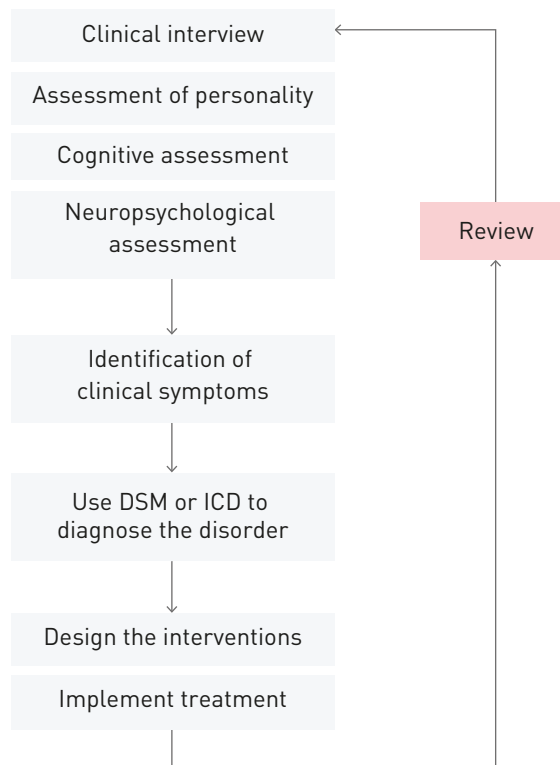 Clinical interview
Assessment of personality
Cognitive assessment
Neuropsychological
assessment
Review
Identification of
clinical symptoms
Use DSM or ICD to
diagnose the disorder
Design the interventions
Implement treatment